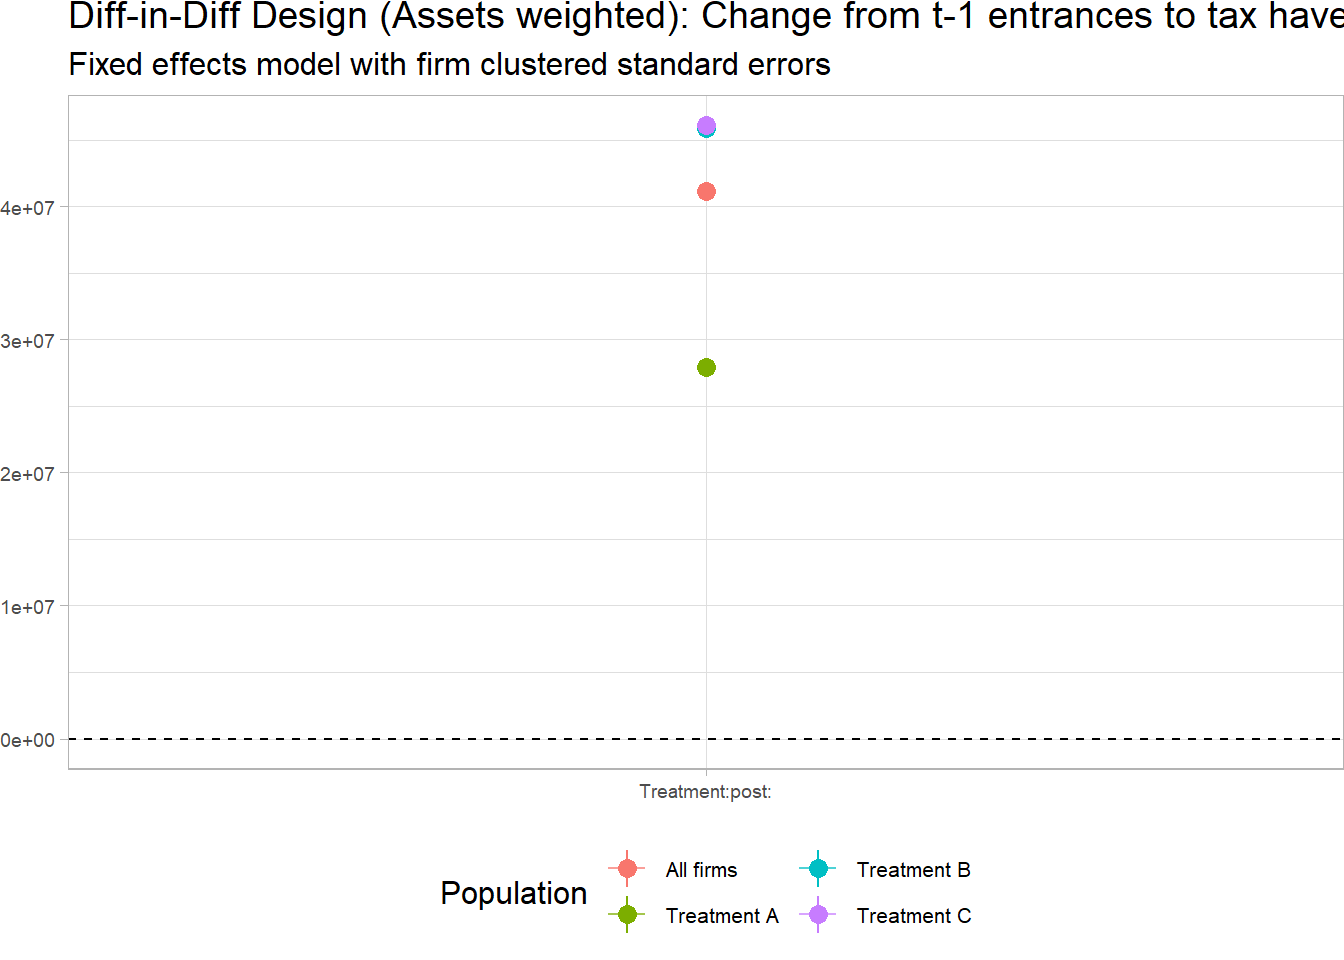 Diff-in-Diff Design (Assets weighted): Change from t-1 entrances to tax have
Fixed effects model with firm clustered standard errors
4e+07
3e+07
2e+07
1e+07
0e+00
Treatment:post:
Population
All firms
Treatment B
Treatment A
Treatment C